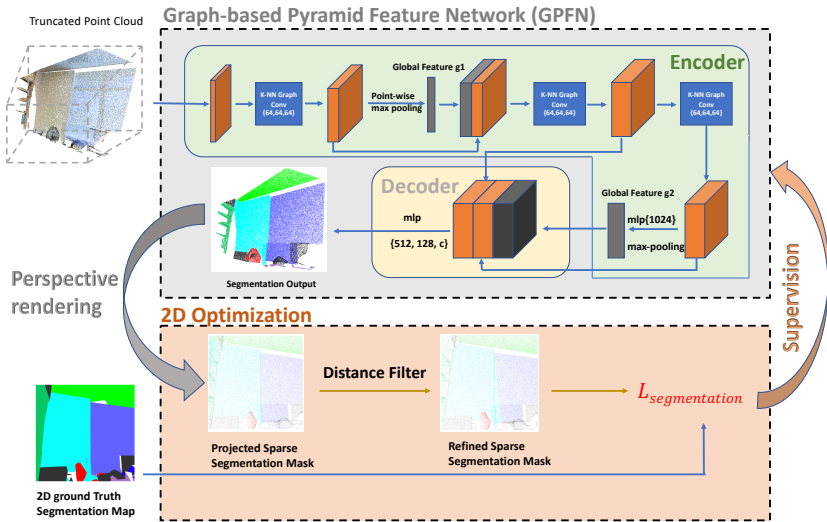 Graph-based Pyramid Feature Network (GPFN)
Truncated Point Cloud
Encoder
K-NN Graph
Conv
{64,64,64}
Point-wise
max pooling
Global Feature g1
K-NN Graph
Conv
{64,64,64}
K-NN Graph
Conv
{64,64,64}
Decoder
mlp
{512, 128, c}
Global Feature g2
mlp{1024}
max-pooling
Segmentation Output
Perspective
rendering
Supervision
2D Optimization
Distance Filter
L segmentation
Projected Sparse
Segmentation Mask
Refined Sparse
Segmentation Mask
2D ground Truth
Segmentation Map